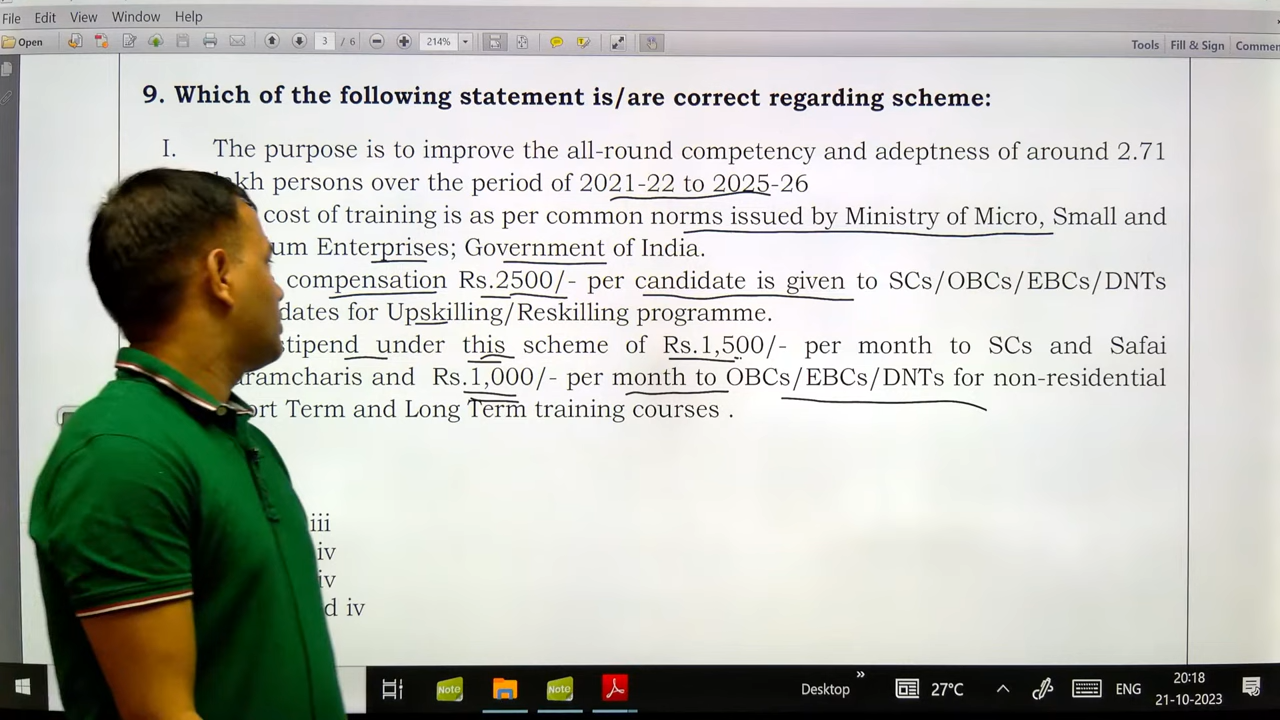 File Edit View Window Help
Open 3 / 6 214% Tools Fill & Sign Commen
9. Which of the following statement is/are correct regarding scheme:
I. The purpose is to improve the all-round competency and adeptness of around 2.71
persons over the period of 2021-22 to 2025-26
cost of training is as per common norms issued by Ministry of Micro, Small and
um Enterprises; Government of India.
compensation Rs.2500/- per candidate is given to SCs/OBCs/EBCs/DNTs
dates for Upskilling/Reskilling programme.
stipend under this scheme of Rs.1,500/- per month to SCs and Safai
aramcharis and Rs.1,000/- per month to OBCs/EBCs/DNTs for non-residential
ort Term and Long Term training courses .
iii
iv
iv
d iv
Note Note Desktop » 27°C ENG 20:18
21-10-2023